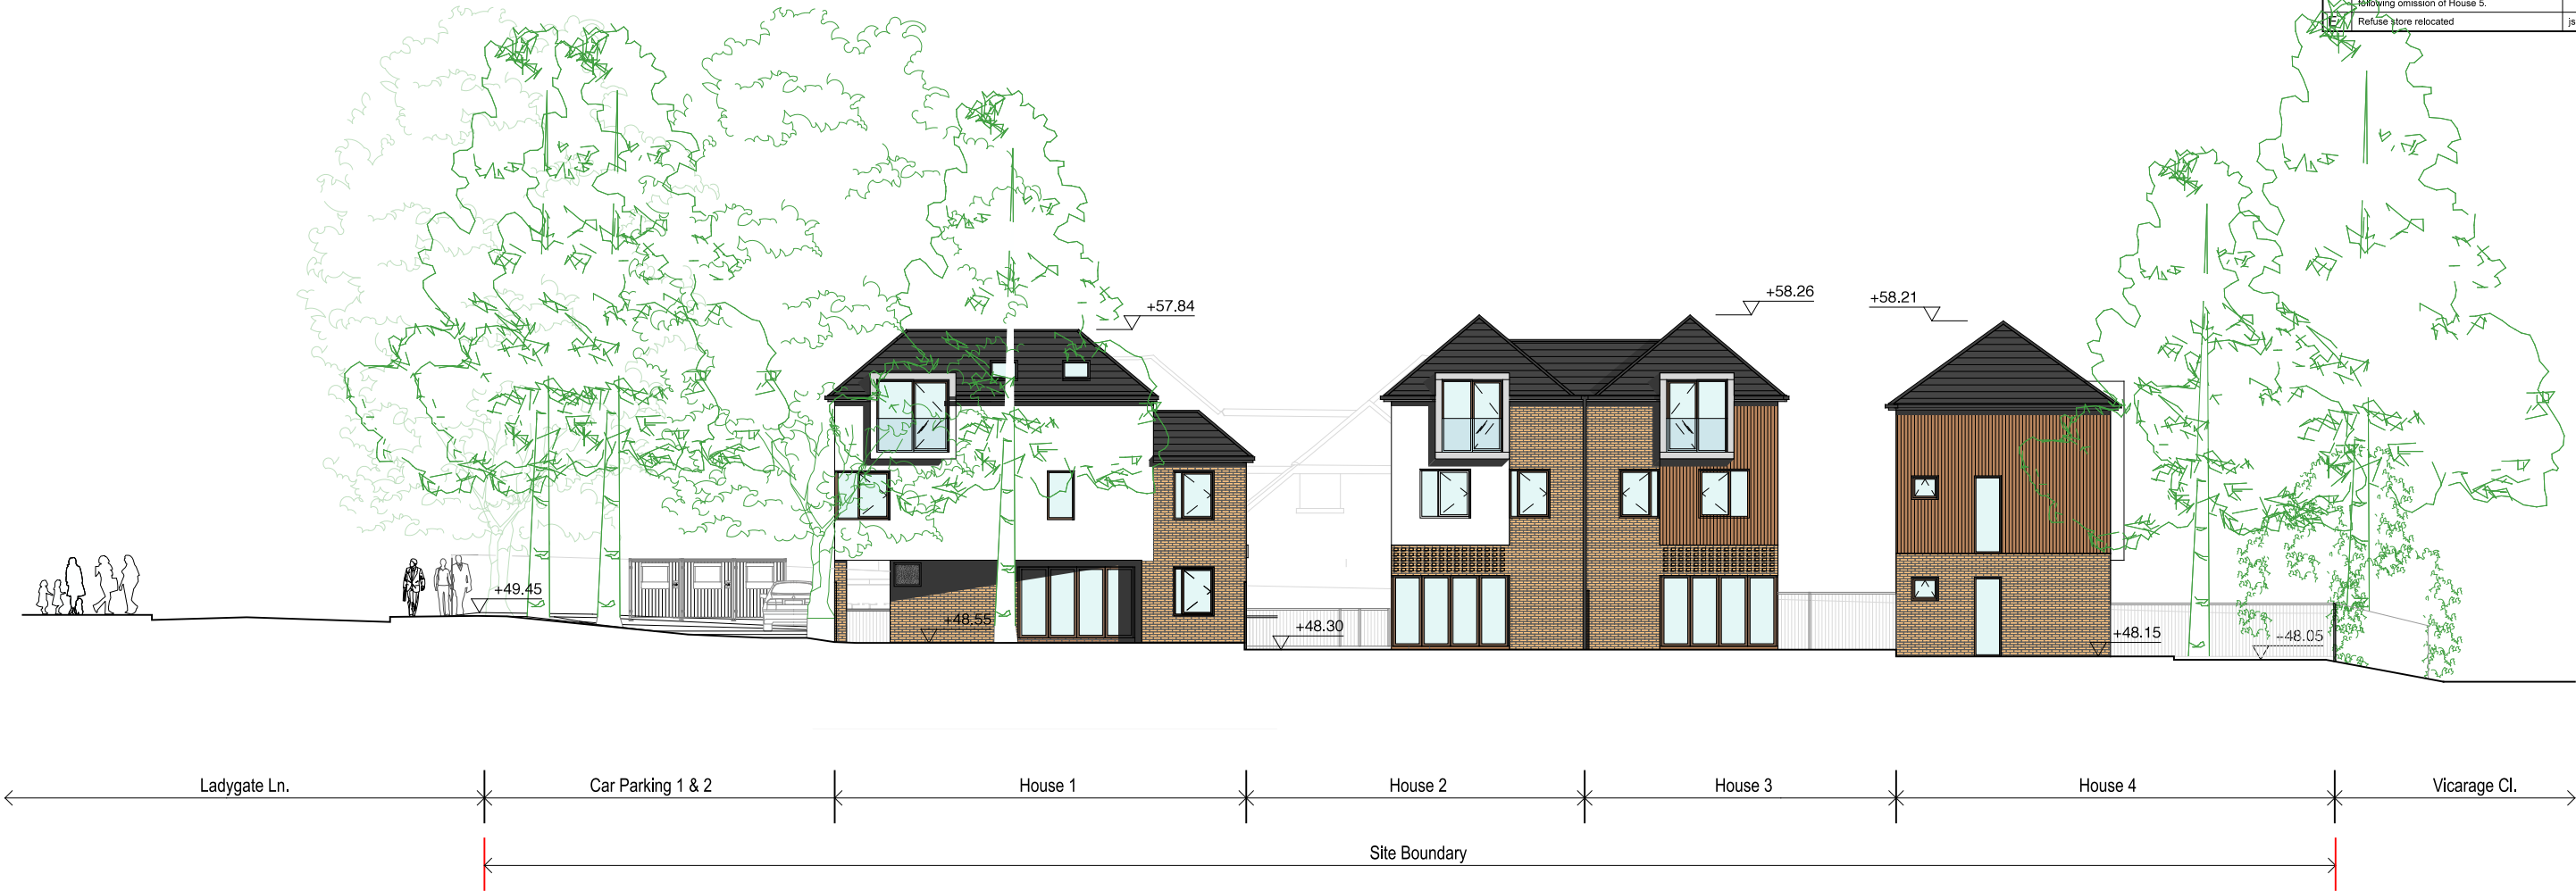 following omission of House 5.
E Refuse store relocated js
+57.84
+58.26
+58.21
+49.45
+48.55
+48.30
+48.15
+48.05
Ladygate Ln.
Car Parking 1 & 2
House 1
House 2
House 3
House 4
Vicarage Cl.
Site Boundary